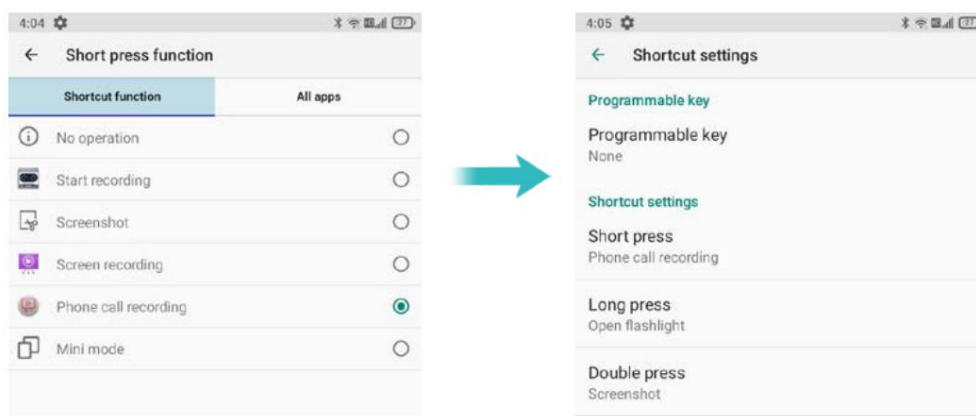 4:04
27
Short press function
Shortcut function
All apps
No operation
Start recording
Screenshot
Screen recording
Phone call recording
Mini mode
4:05
27
Shortcut settings
Programmable key
Programmable key
None
Shortcut settings
Short press
Phone call recording
Long press
Open flashlight
Double press
Screenshot